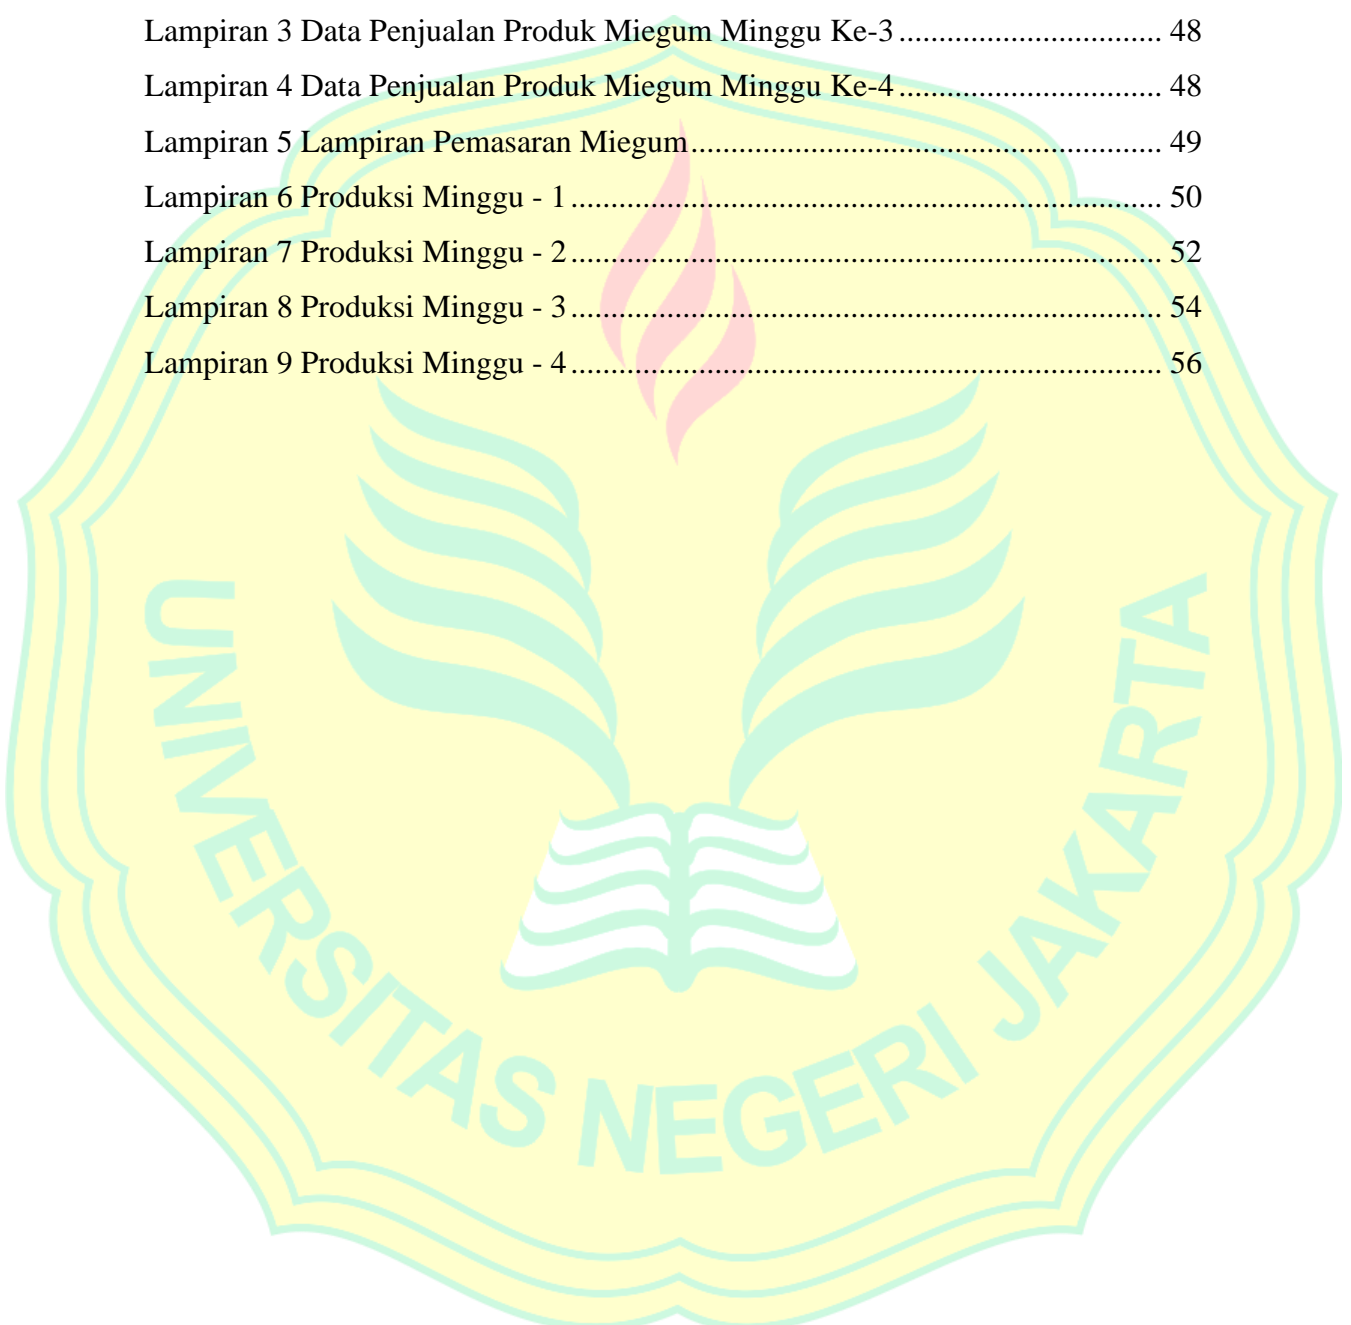 Lampiran 3 Data Penjualan Produk Miegum Minggu Ke-3 ................................. 48
Lampiran 4 Data Penjualan Produk Miegum Minggu Ke-4 ................................. 48
Lampiran 5 Lampiran Pemasaran Miegum........................................................... 49
Lampiran 6 Produksi Minggu - 1 .......................................................................... 50
Lampiran 7 Produksi Minggu - 2 .......................................................................... 52
Lampiran 8 Produksi Minggu - 3 .......................................................................... 54
Lampiran 9 Produksi Minggu - 4 .......................................................................... 56
UNIVERSITAS NEGERI JAKARTA